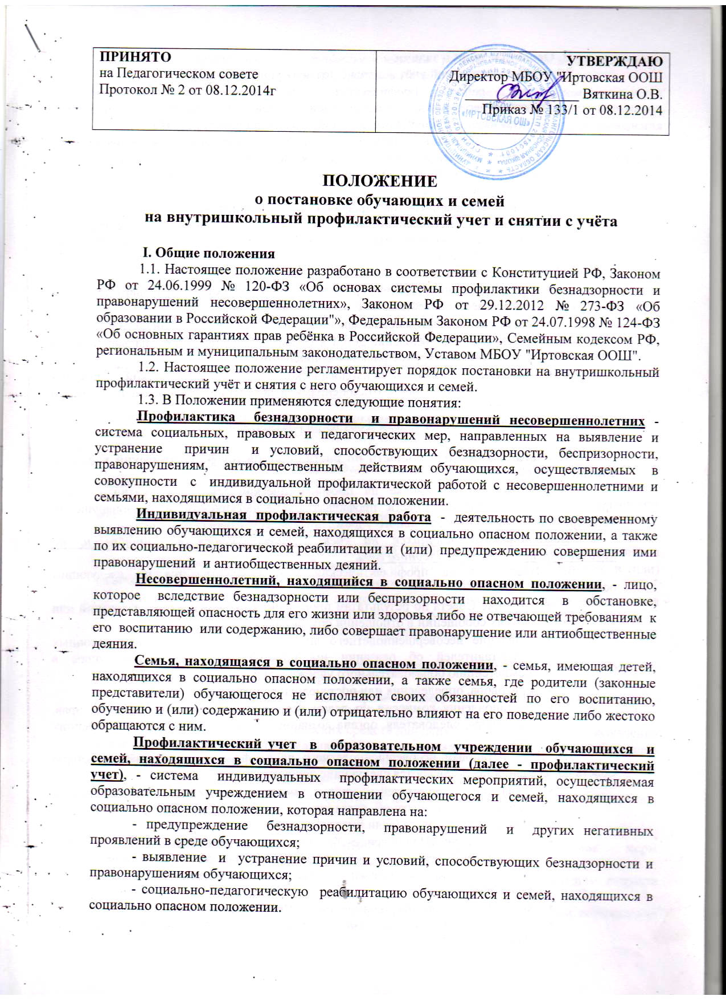 ПРИНЯТО
на Педагогическом совете
Протокол № 2 от 08.12.2014г
УТВЕРЖДАЮ
Директор МБОУ "Иртовская ООШ
Вяткина О.В.
Приказ № 133/1 от 08.12.2014
«ИРТОВСКАЯ ОШ»
ПОЛОЖЕНИЕ
о постановке обучающих и семей
на внутришкольный профилактический учет и снятии с учёта
I. Общие положения
1.1. Настоящее положение разработано в соответствии с Конституцией РФ, Законом
РФ от 24.06.1999 № 120-ФЗ «Об основах системы профилактики безнадзорности и
правонарушений несовершеннолетних», Законом РФ от 29.12.2012 № 273-ФЗ «Об
образовании в Российской Федерации"», Федеральным Законом РФ от 24.07.1998 № 124-ФЗ
«Об основных гарантиях прав ребёнка в Российской Федерации», Семейным кодексом РФ,
региональным и муниципальным законодательством, Уставом МБОУ "Иртовская ООШ".
1.2. Настоящее положение регламентирует порядок постановки на внутришкольный
профилактический учёт и снятия с него обучающихся и семей.
1.3. В Положении применяются следующие понятия:
Профилактика безнадзорности и правонарушений несовершеннолетних -
система социальных, правовых и педагогических мер, направленных на выявление и
устранение причин и условий, способствующих безнадзорности, беспризорности,
правонарушениям, антиобщественным действиям обучающихся, осуществляемых в
совокупности с индивидуальной профилактической работой с несовершеннолетними и
семьями, находящимися в социально опасном положении.
Индивидуальная профилактическая работа - деятельность по своевременному
выявлению обучающихся и семей, находящихся в социально опасном положении, а также
по их социально-педагогической реабилитации и (или) предупреждению совершения ими
правонарушений и антиобщественных деяний.
Несовершеннолетний, находящийся в социально опасном положении, - лицо,
которое вследствие безнадзорности или беспризорности находится в обстановке,
представляющей опасность для его жизни или здоровья либо не отвечающей требованиям к
его воспитанию или содержанию, либо совершает правонарушение или антиобщественные
деяния.
Семья, находящаяся в социально опасном положении, - семья, имеющая детей,
находящихся в социально опасном положении, а также семья, где родители (законные
представители) обучающегося не исполняют своих обязанностей по его воспитанию,
обучению и (или) содержанию и (или) отрицательно влияют на его поведение либо жестоко
обращаются с ним.
Профилактический учет в образовательном учреждении обучающихся и
семей, находящихся в социально опасном положении (далее - профилактический
учет), - система индивидуальных профилактических мероприятий, осуществляемая
образовательным учреждением в отношении обучающегося и семей, находящихся в
социально опасном положении, которая направлена на:
- предупреждение безнадзорности, правонарушений и других негативных
проявлений в среде обучающихся;
- выявление и устранение причин и условий, способствующих безнадзорности и
правонарушениям обучающихся;
- социально-педагогическую реабилитацию обучающихся и семей, находящихся в
социально опасном положении.